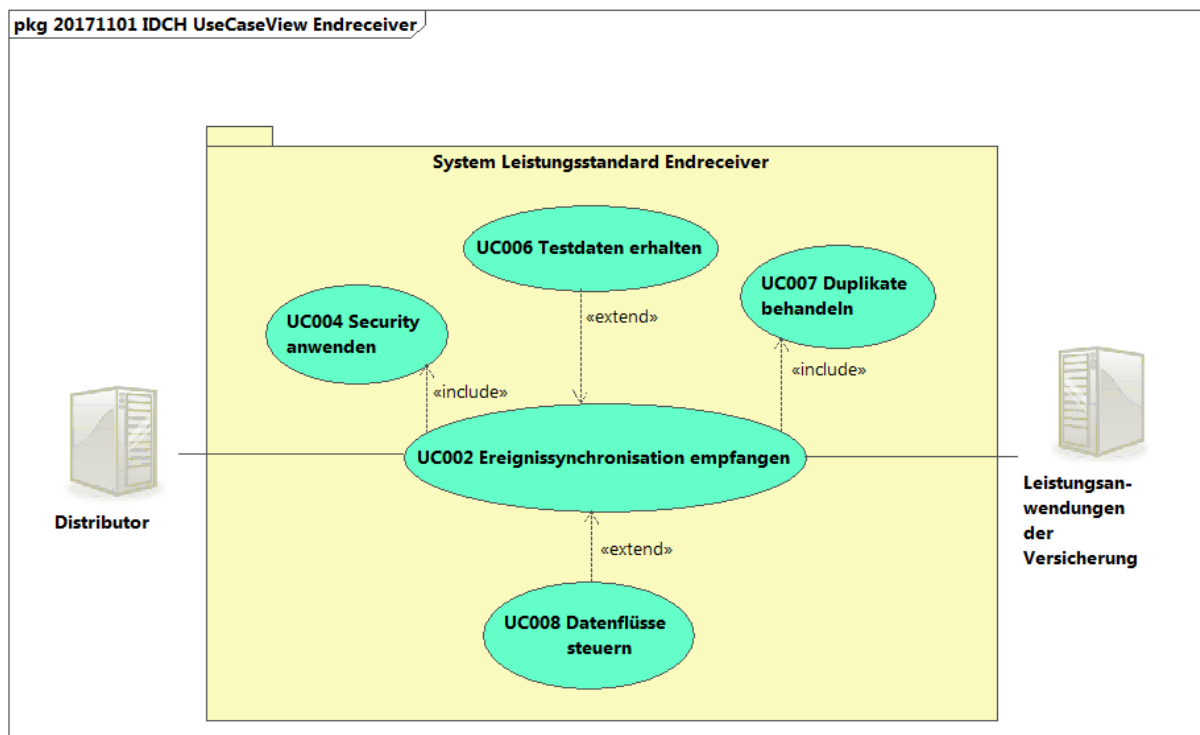 pkg 20171101 IDCH UseCaseView Endreceiver
System Leistungsstandard Endreceiver
UC006 Testdaten erhalten
UC007 Duplikate
behandeln
UC004 Security
anwenden
«extend»
«include»
«include»
UC002 Ereignissynchronisation empfangen
Distributor
Leistungsan-
wendungen
der
Versicherung
«extend»
UC008 Datenflüsse
steuern